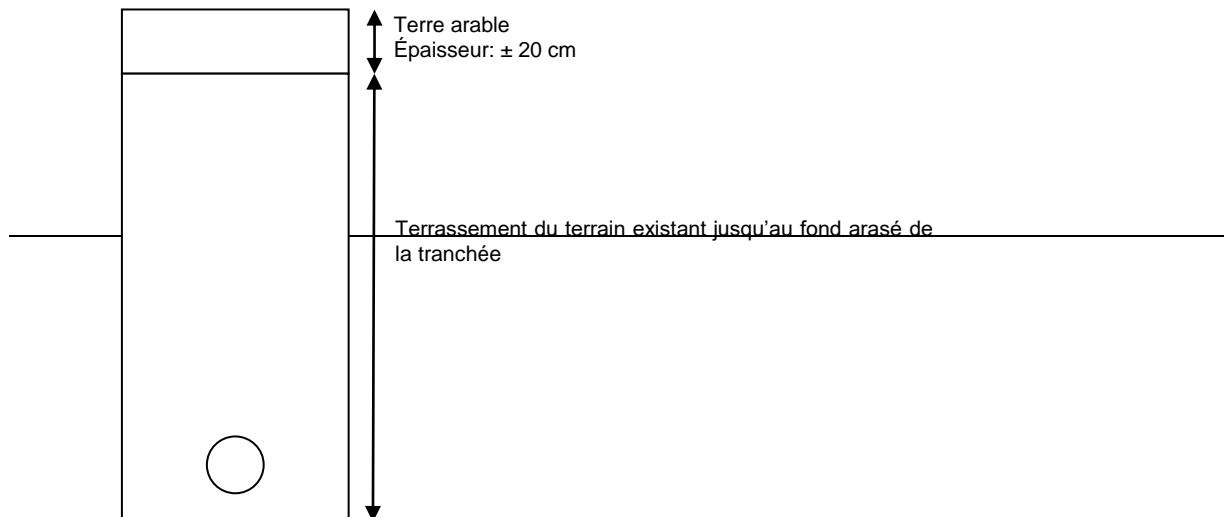 Terre arable
Épaisseur: ± 20 cm
Terrassement du terrain existant jusqu’au fond arasé de
la tranchée